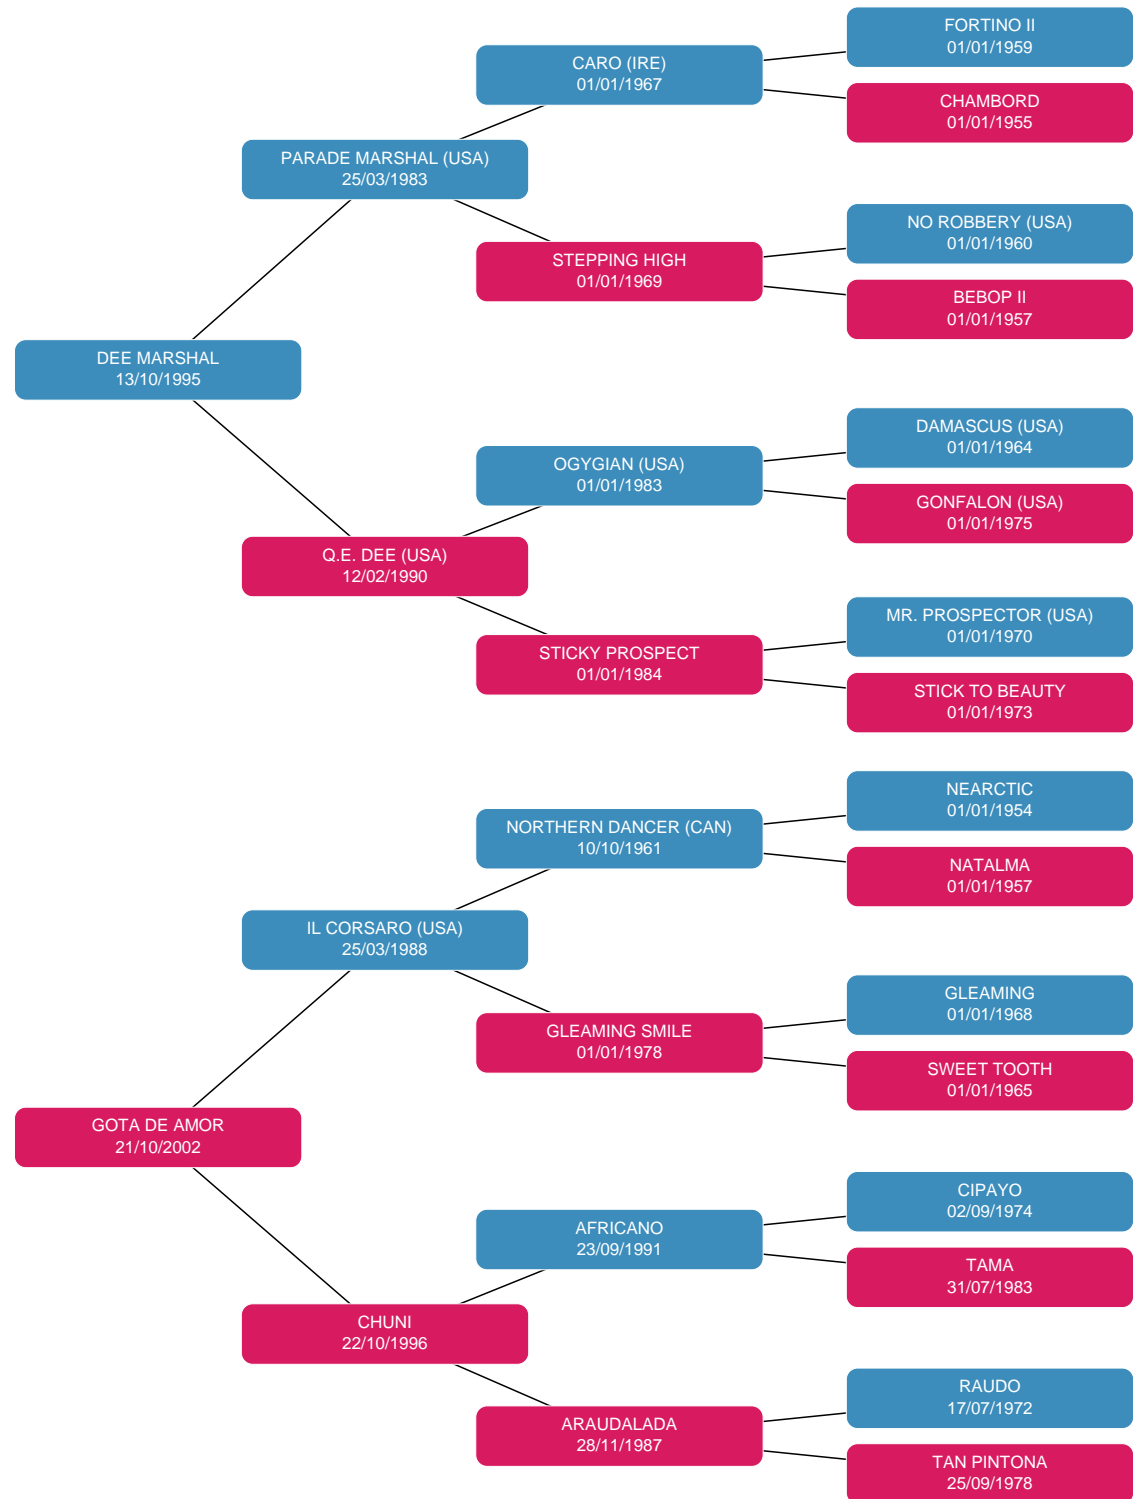 FORTINO II
01/01/1959
CARO (IRE)
01/01/1967
CHAMBORD
01/01/1955
PARADE MARSHAL (USA)
25/03/1983
NO ROBBERY (USA)
01/01/1960
STEPPING HIGH
01/01/1969
BEBOP II
01/01/1957
DEE MARSHAL
13/10/1995
DAMASCUS (USA)
01/01/1964
OGYGIAN (USA)
01/01/1983
GONFALON (USA)
01/01/1975
Q.E. DEE (USA)
12/02/1990
MR. PROSPECTOR (USA)
01/01/1970
STICKY PROSPECT
01/01/1984
STICK TO BEAUTY
01/01/1973
NEARCTIC
01/01/1954
NORTHERN DANCER (CAN)
10/10/1961
NATALMA
01/01/1957
IL CORSARO (USA)
25/03/1988
GLEAMING
01/01/1968
GLEAMING SMILE
01/01/1978
SWEET TOOTH
01/01/1965
GOTA DE AMOR
21/10/2002
CIPAYO
02/09/1974
AFRICANO
23/09/1991
TAMA
31/07/1983
CHUNI
22/10/1996
RAUDO
17/07/1972
ARAUDALADA
28/11/1987
TAN PINTONA
25/09/1978